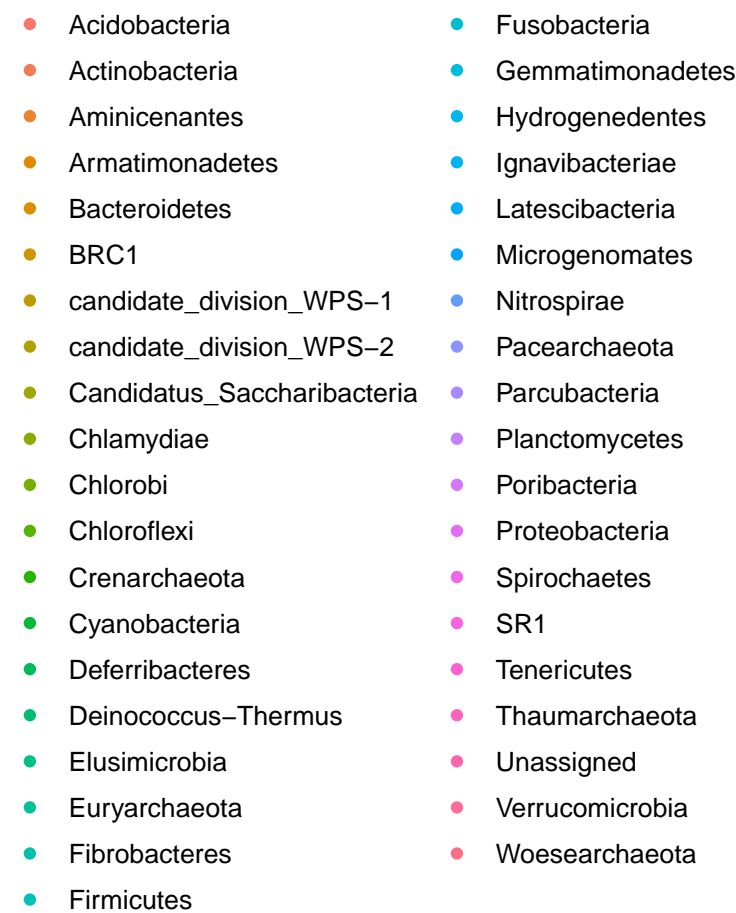 Acidobacteria
Actinobacteria
Aminicenantes
Armatimonadetes
Bacteroidetes
BRC1
candidate_division_WPS−1
candidate_division_WPS−2
Candidatus_Saccharibacteria
Chlamydiae
Chlorobi
Chloroflexi
Crenarchaeota
Cyanobacteria
Deferribacteres
Deinococcus−Thermus
Elusimicrobia
Euryarchaeota
Fibrobacteres
Firmicutes
Fusobacteria
Gemmatimonadetes
Hydrogenedentes
Ignavibacteriae
Latescibacteria
Microgenomates
Nitrospirae
Pacearchaeota
Parcubacteria
Planctomycetes
Poribacteria
Proteobacteria
Spirochaetes
SR1
Tenericutes
Thaumarchaeota
Unassigned
Verrucomicrobia
Woesearchaeota